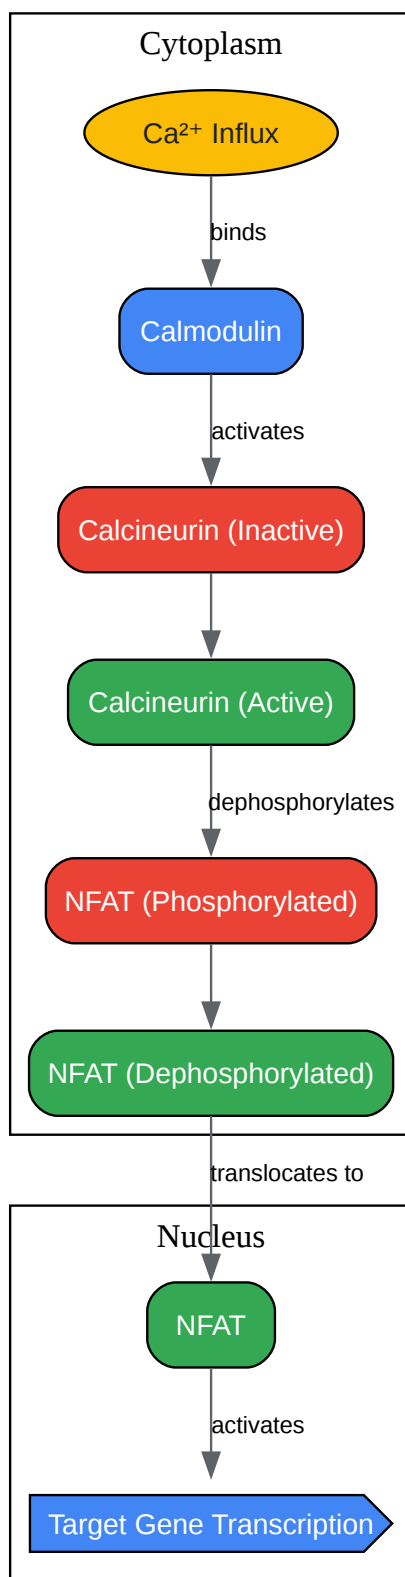 Cytoplasm
Ca²⁺ Influx
binds
Calmodulin
activates
Calcineurin (Inactive)
Calcineurin (Active)
dephosphorylates
NFAT (Phosphorylated)
NFAT (Dephosphorylated)
translocates to
Nucleus
NFAT
activates
Target Gene Transcription